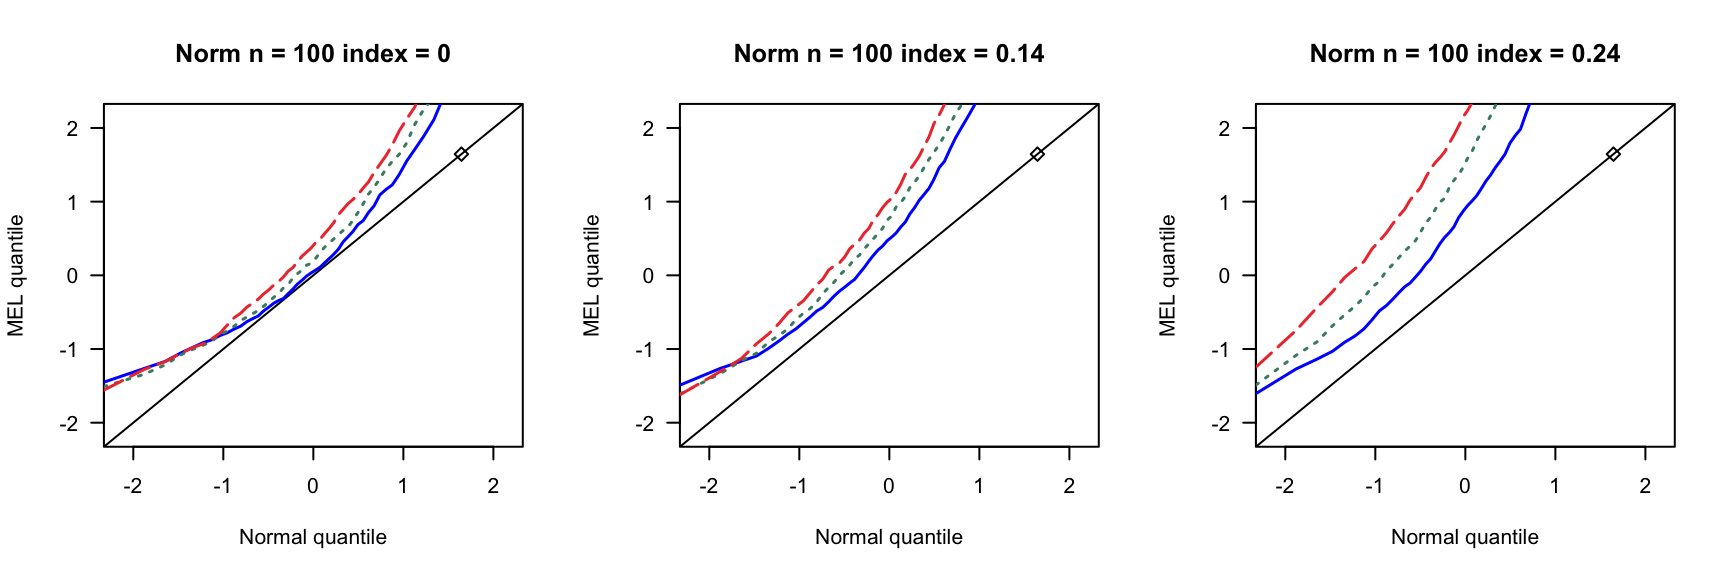 Norm n = 100 index = 0
MEL quantile
2
1
0
-1
-2
-2 -1 0 1 2
Normal quantile
Norm n = 100 index = 0.14
MEL quantile
2
1
0
-1
-2
-2 -1 0 1 2
Normal quantile
Norm n = 100 index = 0.24
MEL quantile
2
1
0
-1
-2
-2 -1 0 1 2
Normal quantile